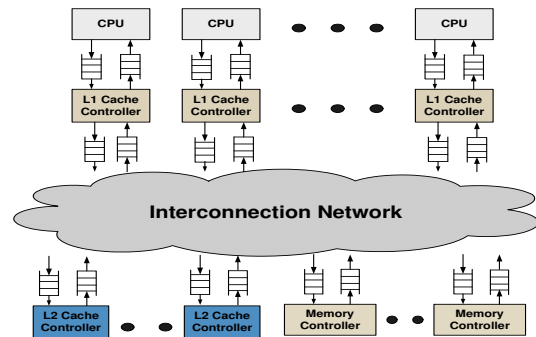 CPU
CPU
CPU
L1 Cache
Controller
L1 Cache
Controller
L1 Cache
Controller
Interconnection Network
L2 Cache
Controller
L2 Cache
Controller
Memory
Controller
Memory
Controller